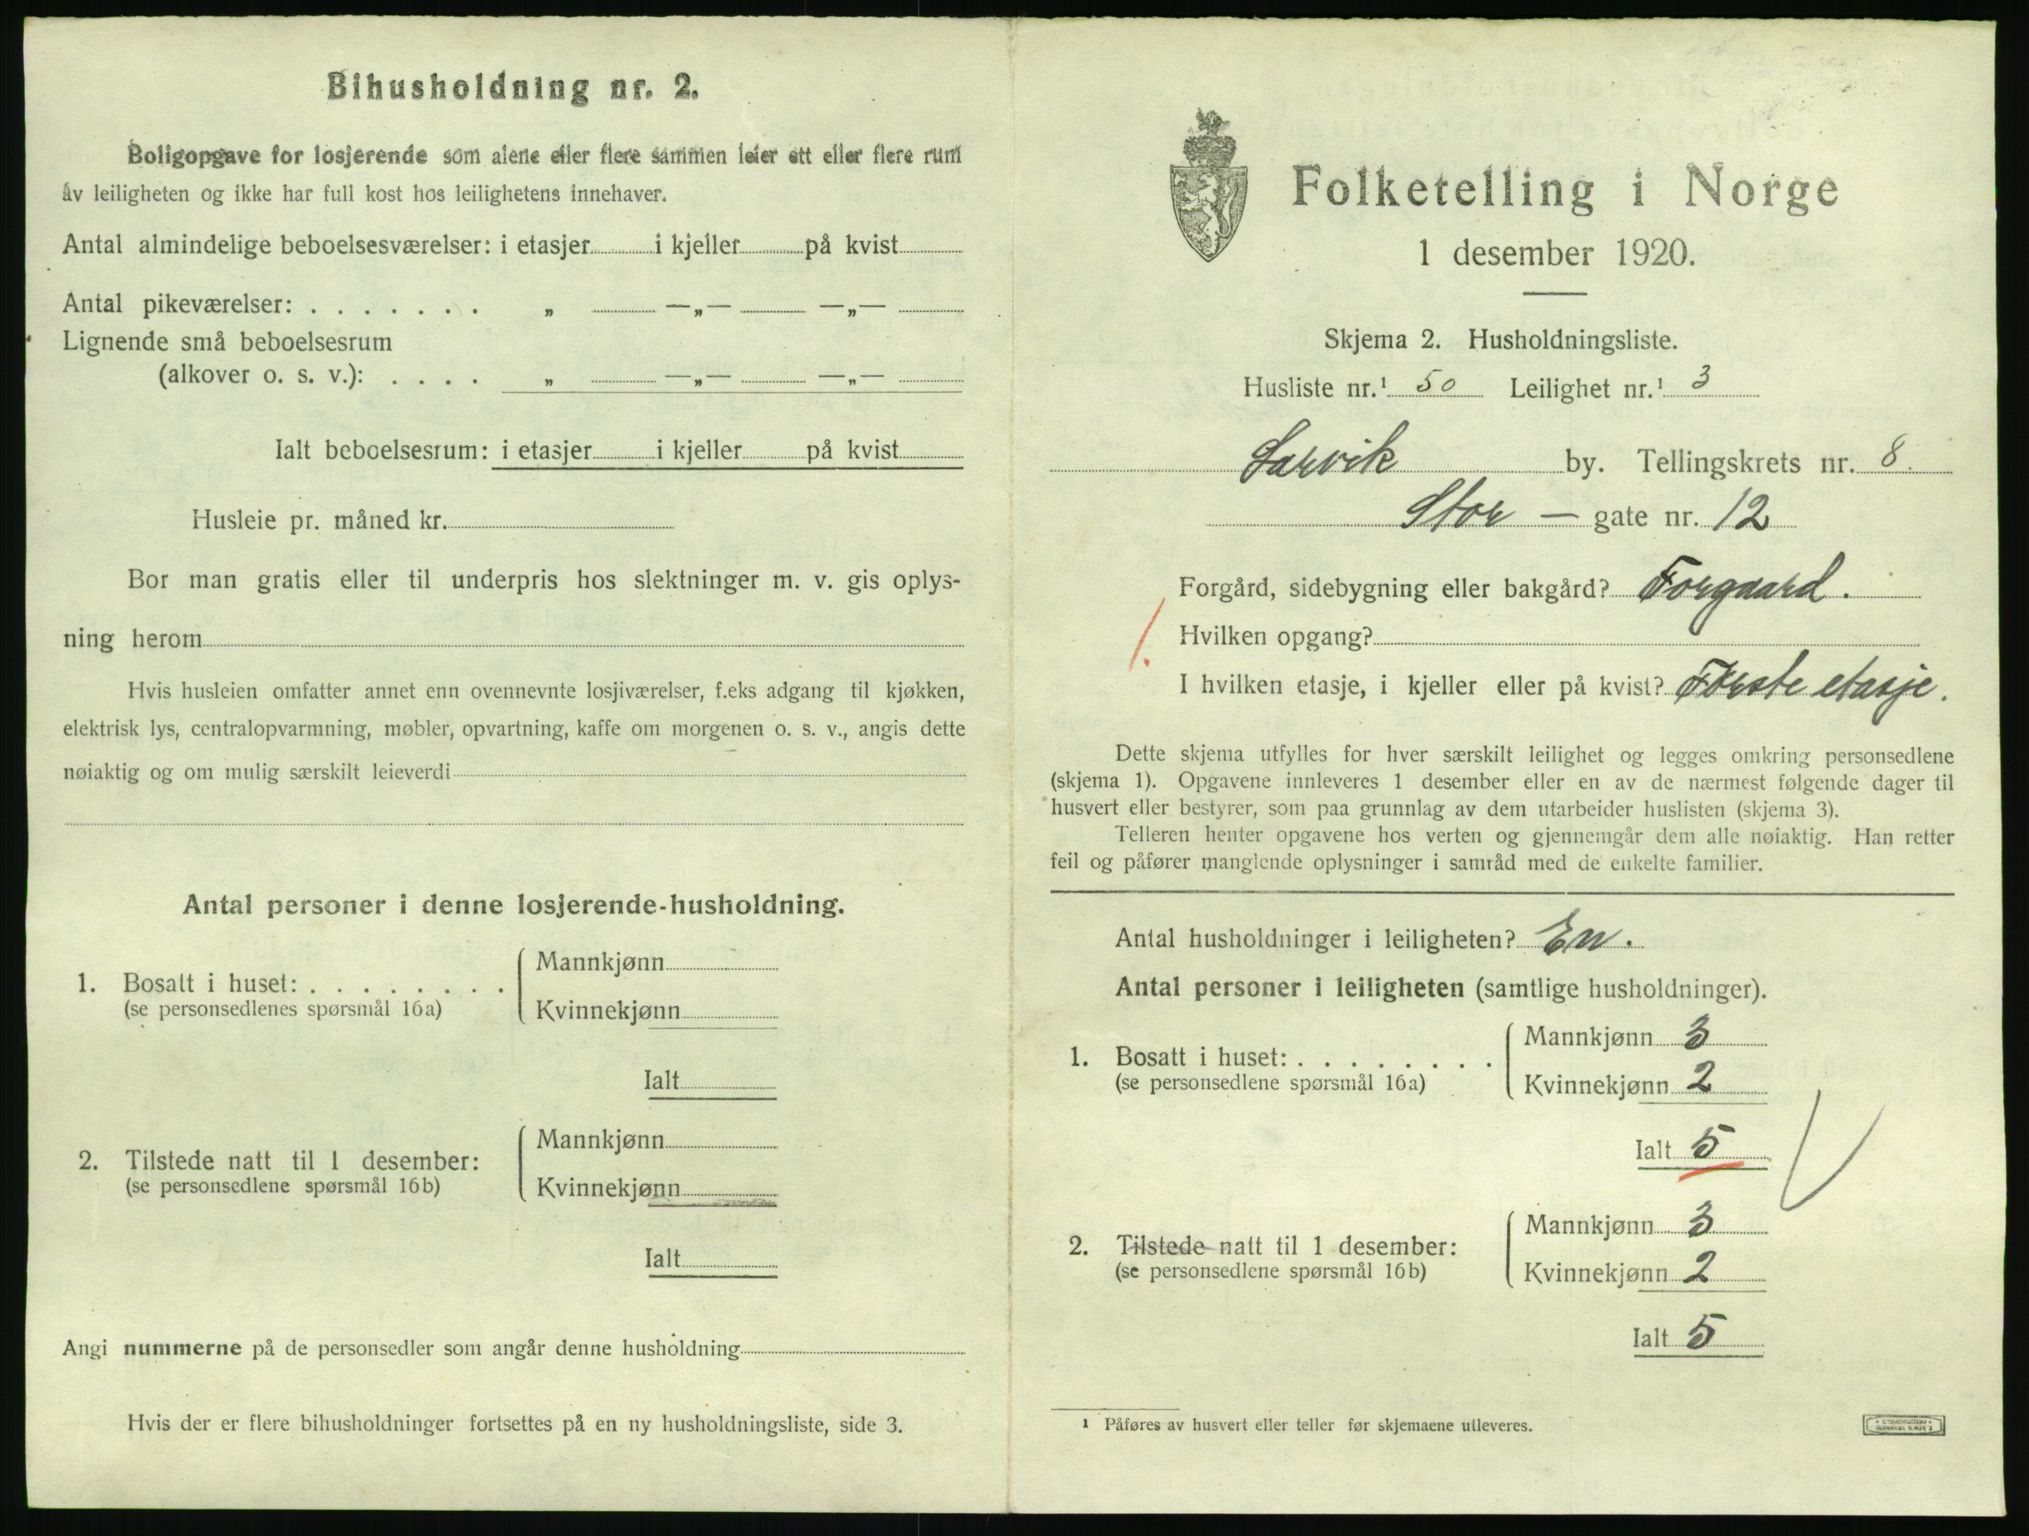 Bihusholdning nr. 2.
Boligopgave for losjerende som alene eller flere sammen leier ett eller flere rum
av leiligheten og ikke har full kost hos leilighetens innehaver.
Antal almindelige beboelsesværelser: i etasjer i kjeller på kvist
Antal pikeværelser: . . . . . . . „ —„— —„—
Lignende små beboelsesrum
(alkover o. s. v.): . . . . „ —„— —„—
Ialt beboelsesrum: i etasjer i kjeller på kvist
Husleie pr. måned kr.
Bor man gratis eller til underpris hos slektninger m. v. gis oplys-
ning herom
Hvis husleien omfatter annet enn ovennevnte losjiværelser, f.eks adgang til kjøkken,
elektrisk lys, centralopvarmning, møbler, opvartning, kaffe om morgenen o. s. v., angis dette
nøiaktig og om mulig særskilt leieverdi
Antal personer i denne losjerende-husholdning.
1. Bosatt i huset: . . . . . . . . Mannkjønn
(se personsedlenes spørsmål 16a) Kvinnekjønn
Ialt
2. Tilstede natt til 1 desember: Mannkjønn
(se personsedlene spørsmål 16b) Kvinnekjønn
Ialt
Angi nummerne på de personsedler som angår denne husholdning
Hvis der er flere bihusholdninger fortsettes på en ny husholdningsliste, side 3.
Folketelling i Norge
1 desember 1920.
Skjema 2. Husholdningsliste.
Husliste nr.¹ 50 Leilighet nr.¹ 3
Larvik by. Tellingskrets nr. 8.
Stor — gate nr. 12
Forgård, sidebygning eller bakgård? Forgaard.
Hvilken opgang?
I hvilken etasje, i kjeller eller på kvist? Første etasje.
Dette skjema utfylles for hver særskilt leilighet og legges omkring personsedlene
(skjema 1). Opgavene innleveres 1 desember eller en av de nærmest følgende dager til
husvert eller bestyrer, som paa grunnlag av dem utarbeider huslisten (skjema 3).
Telleren henter opgavene hos verten og gjennemgår dem alle nøiaktig. Han retter
feil og påfører manglende oplysninger i samråd med de enkelte familier.
Antal husholdninger i leiligheten? En.
Antal personer i leiligheten (samtlige husholdninger).
1. Bosatt i huset: . . . . . . . . Mannkjønn 3
(se personsedlene spørsmål 16a) Kvinnekjønn 2
Ialt 5
2. Tilstede natt til 1 desember: Mannkjønn 3
(se personsedlene spørsmål 16b) Kvinnekjønn 2
Ialt 5
¹ Påføres av husvert eller teller før skjemaene utleveres.